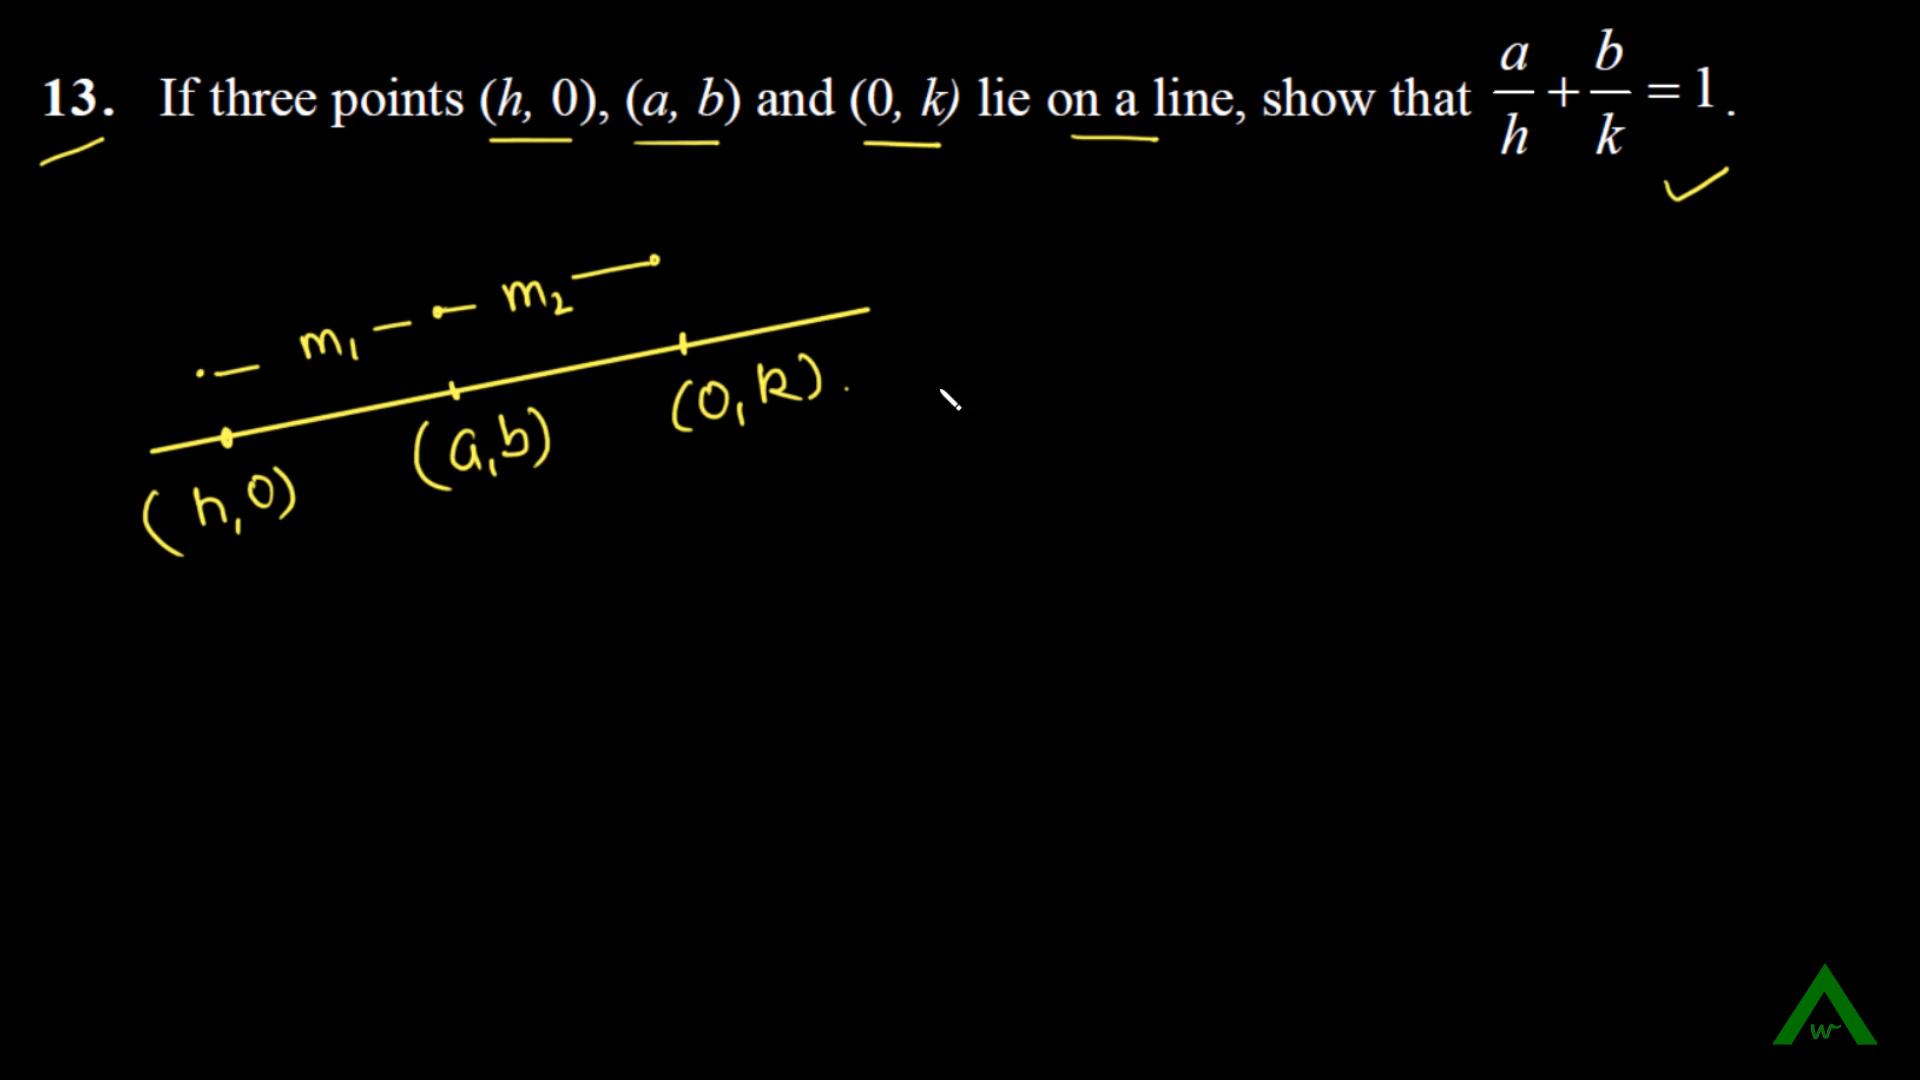 13. If three points (h, 0), (a, b) and (0, k) lie on a line, show that a/h + b/k = 1.
m₁ m₂
(h,0) (a,b) (0,k).
w